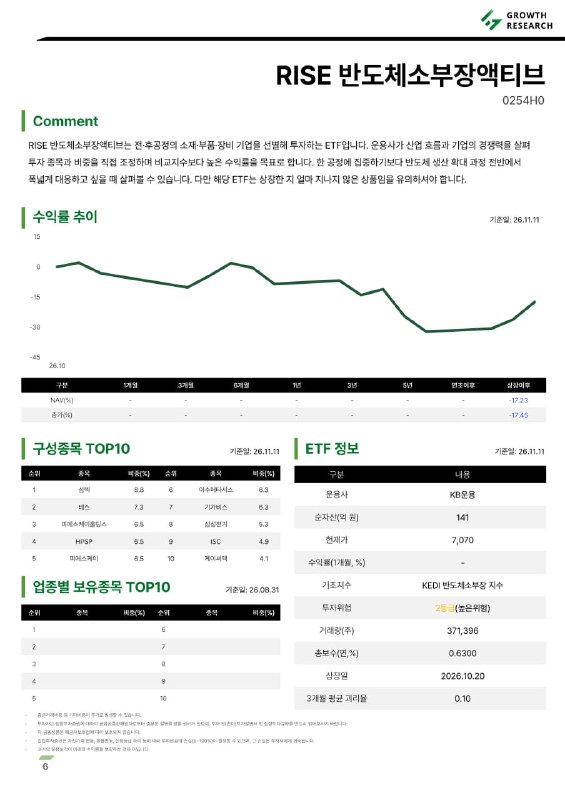 GROWTH
RESEARCH
RISE 반도체소부장액티브
0254H0
Comment
RISE 반도체소부장액티브는 전·후공정의 소재·부품·장비 기업을 선별해 투자하는 ETF입니다. 운용사가 산업 흐름과 기업의 경쟁력을 살펴
투자 종목과 비중을 직접 조정하며 비교지수보다 높은 수익률을 목표로 합니다. 한 공정에 집중하기보다 반도체 생산 확대 과정 전반에서
폭넓게 대응하고 싶을 때 살펴볼 수 있습니다. 다만 해당 ETF는 상장한 지 얼마 지나지 않은 상품임을 유의하셔야 합니다.
수익률 추이
기준일: 26.11.11
15
0
-15
-30
-45
26.10
구분 1개월 3개월 6개월 1년 3년 5년 연초이후 상장이후
NAV(%) - - - - - - - -17.23
종가(%) - - - - - - - -17.45
구성종목 TOP10
기준일: 26.11.11
순위 종목 비중(%) 순위 종목 비중(%)
1 심텍 8.8 6 이수페타시스 6.3
2 테스 7.3 7 가가비스 6.3
3 피에스케이홀딩스 6.5 8 삼성전기 5.3
4 HPSP 6.5 9 ISC 4.9
5 피에스케이 6.5 10 케이씨텍 4.1
업종별 보유종목 TOP10
기준일: 26.08.31
순위 종목 비중(%) 순위 종목 비중(%)
1 6
2 7
3 8
4 9
5 10
ETF 정보
기준일: 26.11.11
구분 내용
운용사 KB운용
순자산(억 원) 141
현재가 7,070
수익률(1개월, %) -
기초지수 KEDI 반도체소부장 지수
투자위험 2등급(높은위험)
거래량(주) 371,396
총보수(연,%) 0.6300
상장일 2026.10.20
3개월 평균 괴리율 0.10
6